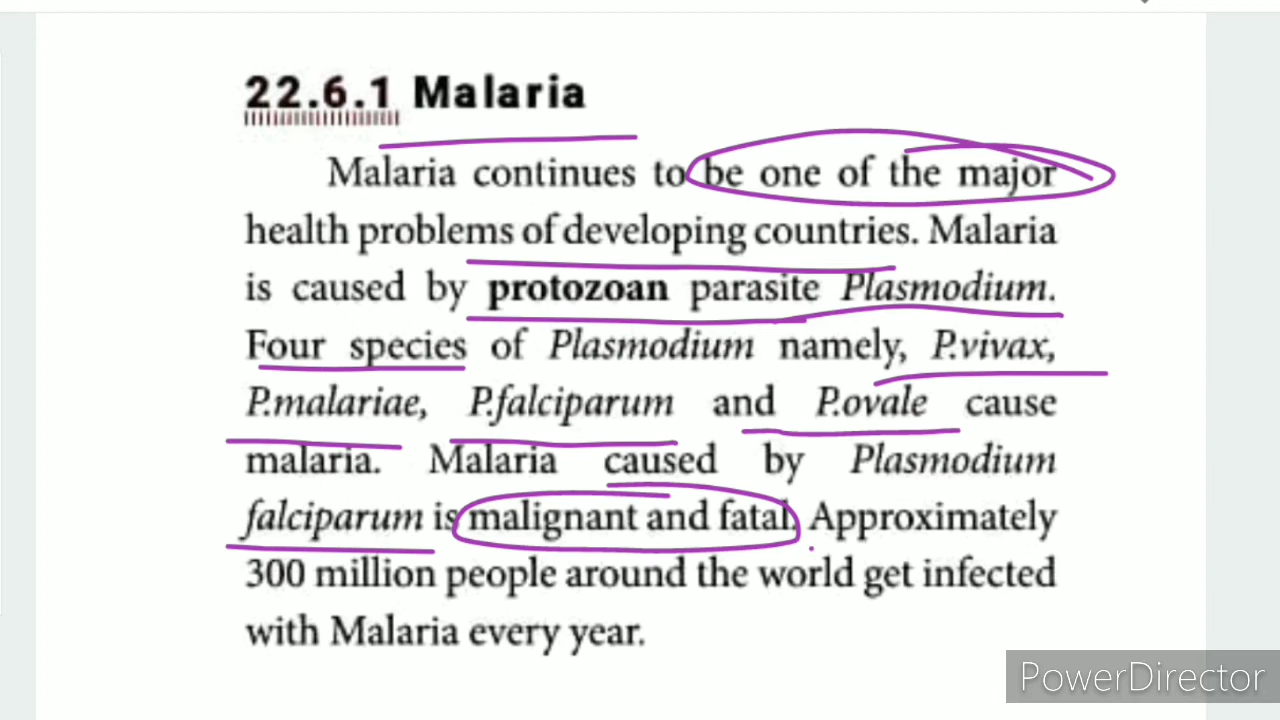 22.6.1 Malaria
Malaria continues to be one of the major
health problems of developing countries. Malaria
is caused by protozoan parasite Plasmodium.
Four species of Plasmodium namely, P.vivax,
P.malariae, P.falciparum and P.ovale cause
malaria. Malaria caused by Plasmodium
falciparum is malignant and fatal. Approximately
300 million people around the world get infected
with Malaria every year.
PowerDirector